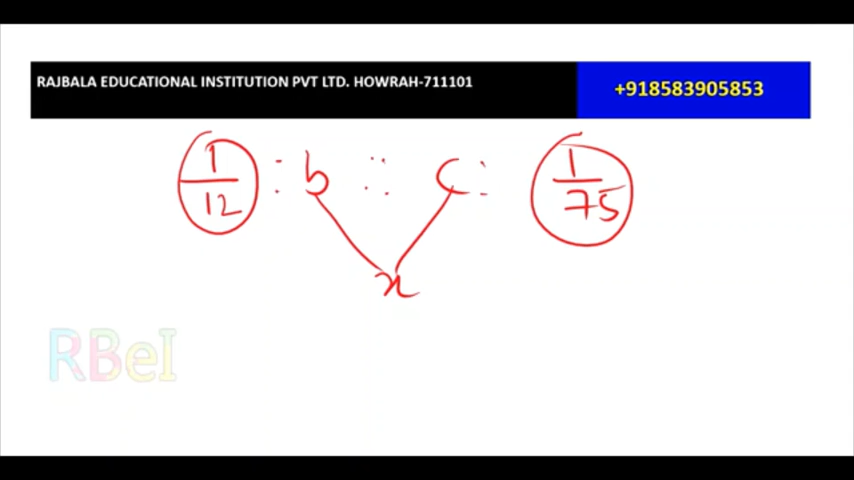 RAJBALA EDUCATIONAL INSTITUTION PVT LTD. HOWRAH-711101
+918583905853
1/12 : b :: c : 1/75
x
RBeI